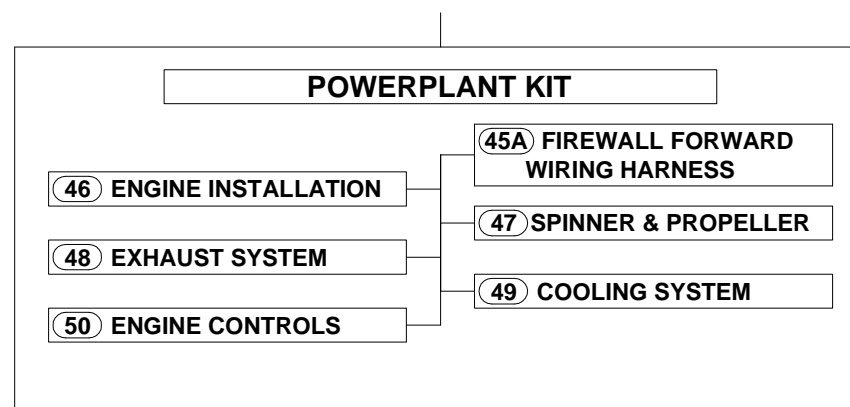 POWERPLANT KIT
45A FIREWALL FORWARD
WIRING HARNESS
46 ENGINE INSTALLATION
47 SPINNER & PROPELLER
48 EXHAUST SYSTEM
49 COOLING SYSTEM
50 ENGINE CONTROLS